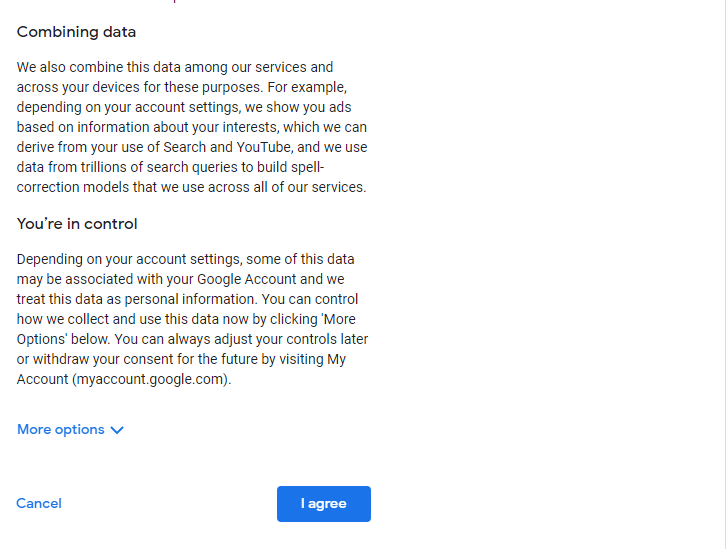 Combining data
We also combine this data among our services and
across your devices for these purposes. For example,
depending on your account settings, we show you ads
based on information about your interests, which we can
derive from your use of Search and YouTube, and we use
data from trillions of search queries to build spell-
correction models that we use across all of our services.
You’re in control
Depending on your account settings, some of this data
may be associated with your Google Account and we
treat this data as personal information. You can control
how we collect and use this data now by clicking 'More
Options' below. You can always adjust your controls later
or withdraw your consent for the future by visiting My
Account (myaccount.google.com).
More options
Cancel
I agree